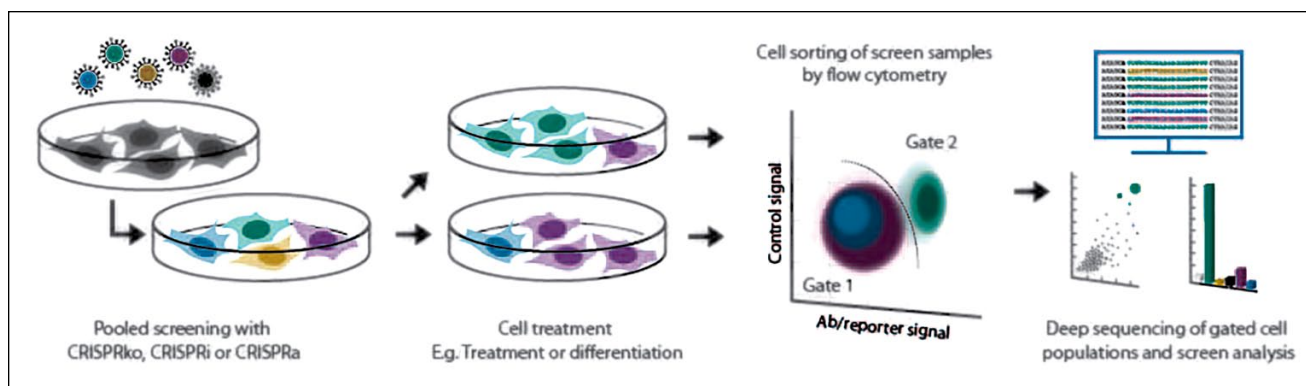 Cell sorting of screen samples
by flow cytometry
Gate 2
Control signal
Gate 1
Ab/reporter signal
Pooled screening with
CRISPRko, CRISPRi or CRISPRa
Cell treatment
E.g. Treatment or differentiation
Deep sequencing of gated cell
populations and screen analysis